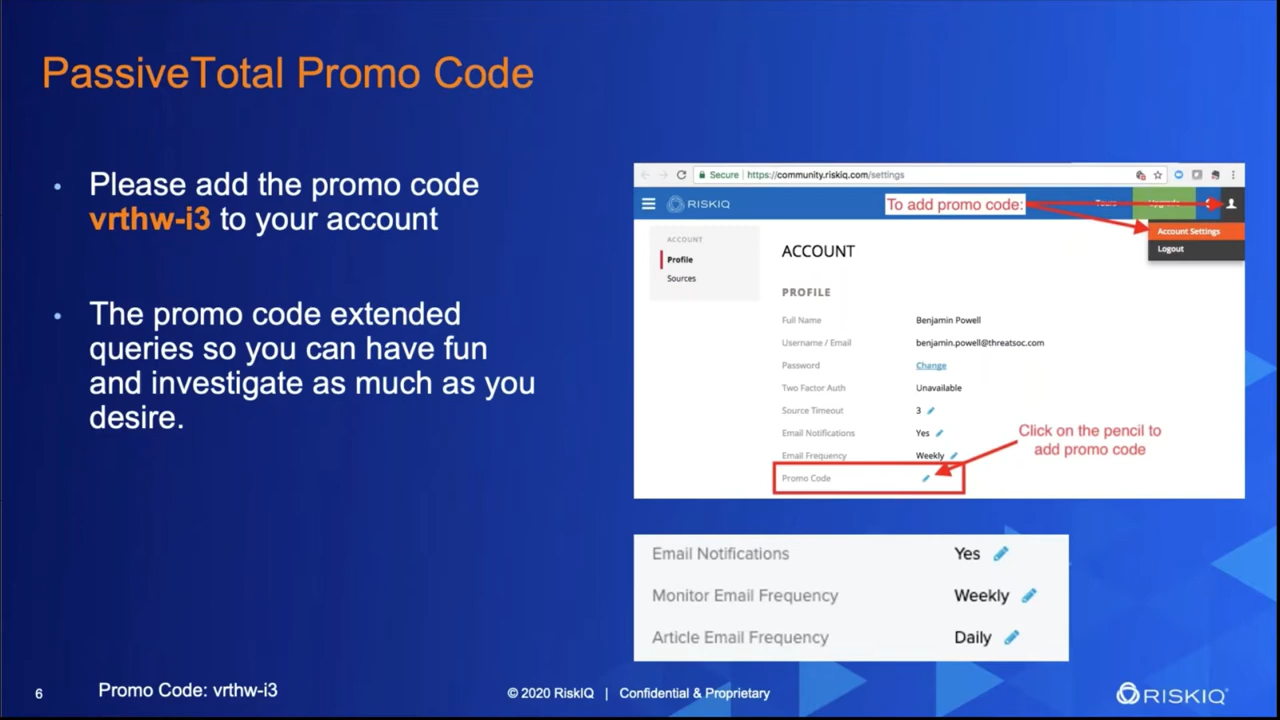 PassiveTotal Promo Code
• Please add the promo code
vrthw-i3 to your account
• The promo code extended
queries so you can have fun
and investigate as much as you
desire.
Secure | https://community.riskiq.com/settings
RISKIQ
To add promo code:
Account Settings
Logout
ACCOUNT
Profile
Sources
ACCOUNT
PROFILE
Full Name Benjamin Powell
Username / Email benjamin.powell@threatsoc.com
Password Change
Two Factor Auth Unavailable
Source Timeout 3
Email Notifications Yes
Email Frequency Weekly
Promo Code
Click on the pencil to
add promo code
Email Notifications Yes
Monitor Email Frequency Weekly
Article Email Frequency Daily
6
Promo Code: vrthw-i3
© 2020 RiskIQ | Confidential & Proprietary
RISKIQ